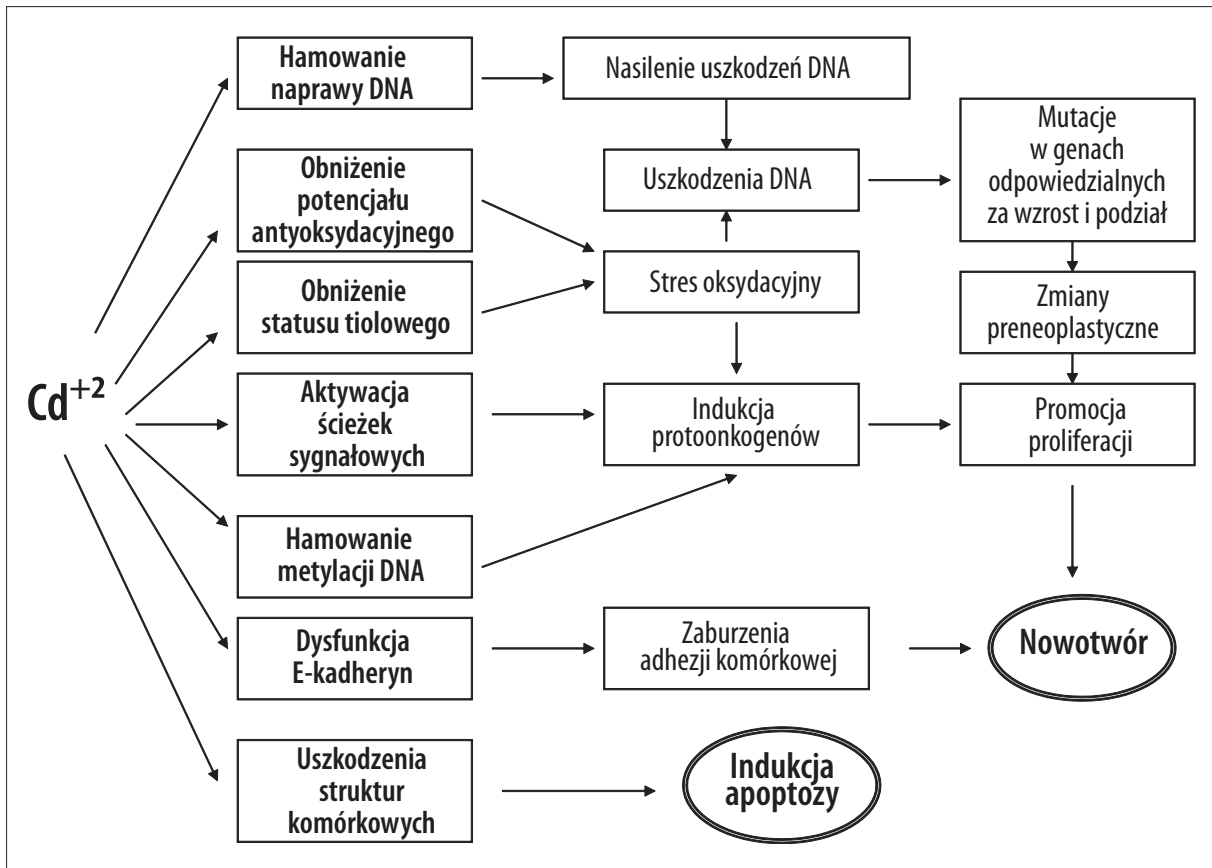 Cd+2
Hamowanie
naprawy DNA
Obniżenie
potencjału
antyoksydacyjnego
Obniżenie
statusu tiolowego
Aktywacja
ścieżek
sygnałowych
Hamowanie
metylacji DNA
Dysfunkcja
E-kadheryn
Uszkodzenia
struktur
komórkowych
Nasilenie uszkodzeń DNA
Uszkodzenia DNA
Stres oksydacyjny
Indukcja
protoonkogenów
Zaburzenia
adhezji komórkowej
Indukcja
apoptozy
Mutacje
w genach
odpowiedzialnych
za wzrost i podział
Zmiany
preneoplastyczne
Promocja
proliferacji
Nowotwór